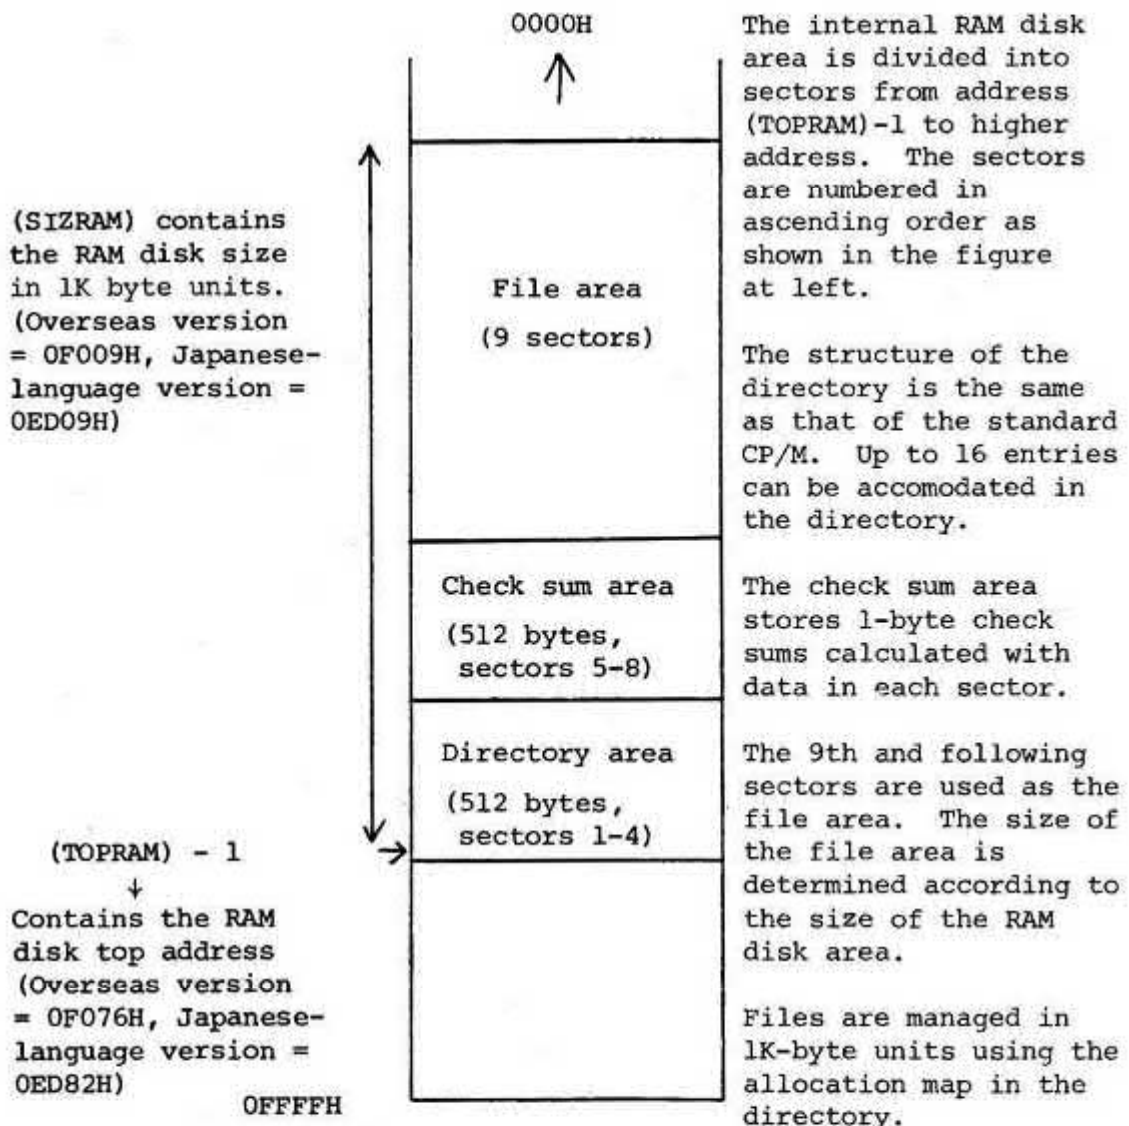 0000H
(SIZRAM) contains
the RAM disk size
in 1K byte units.
(Overseas version
= 0F009H, Japanese-
language version =
0ED09H)
File area
(9 sectors)
Check sum area
(512 bytes,
sectors 5-8)
Directory area
(512 bytes,
sectors 1-4)
(TOPRAM) - 1
Contains the RAM
disk top address
(Overseas version
= 0F076H, Japanese-
language version =
0ED82H)
0FFFFH
The internal RAM disk
area is divided into
sectors from address
(TOPRAM)-1 to higher
address. The sectors
are numbered in
ascending order as
shown in the figure
at left.
The structure of the
directory is the same
as that of the standard
CP/M. Up to 16 entries
can be accomodated in
the directory.
The check sum area
stores 1-byte check
sums calculated with
data in each sector.
The 9th and following
sectors are used as the
file area. The size of
the file area is
determined according to
the size of the RAM
disk area.
Files are managed in
1K-byte units using the
allocation map in the
directory.